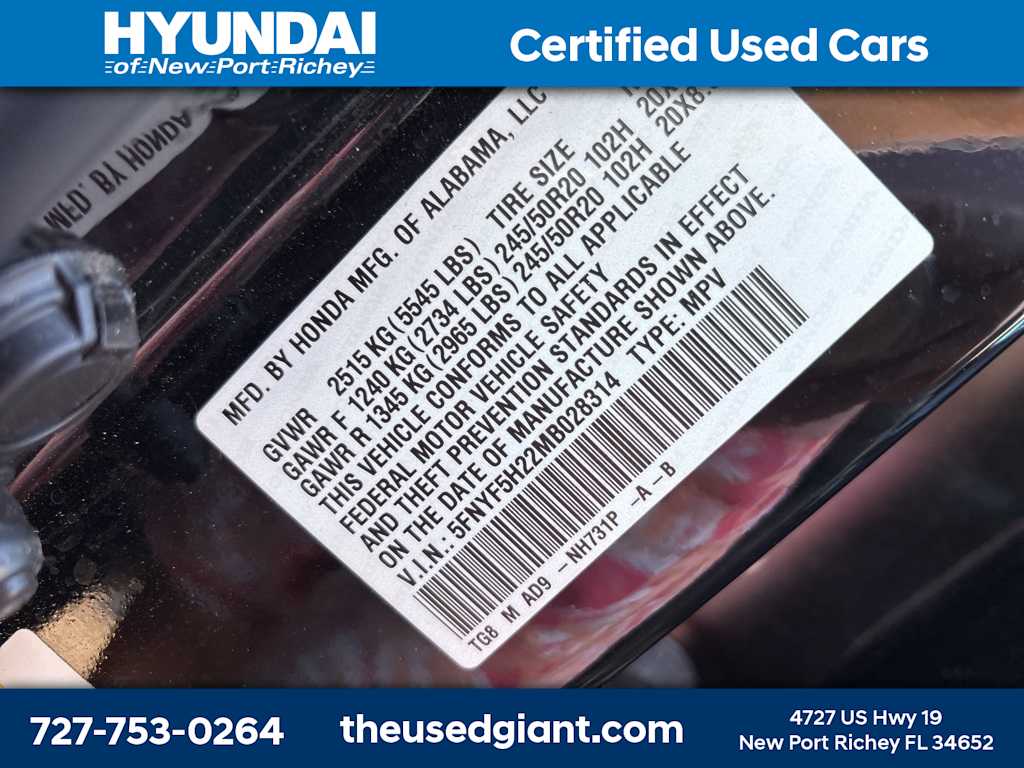 HYUNDAI
of New Port Richey
Certified Used Cars
MFD. BY HONDA
MFD. BY HONDA MFG. OF ALABAMA, LLC
GVWR 2515 KG(5545 LBS) TIRE SIZE
GAWR F 1240 KG(2734 LBS) 245/50R20 102H
GAWR R 1345 KG(2965 LBS) 245/50R20 102H 20X8.
THIS VEHICLE CONFORMS TO ALL APPLICABLE
FEDERAL MOTOR VEHICLE SAFETY
AND THEFT PREVENTION STANDARDS IN EFFECT
ON THE DATE OF MANUFACTURE SHOWN ABOVE.
V.I.N.: 5FNYF5H22MB028314 TYPE: MPV
TG8 M AD9 -NH731P -A -B
727-753-0264
theusedgiant.com
4727 US Hwy 19
New Port Richey FL 34652